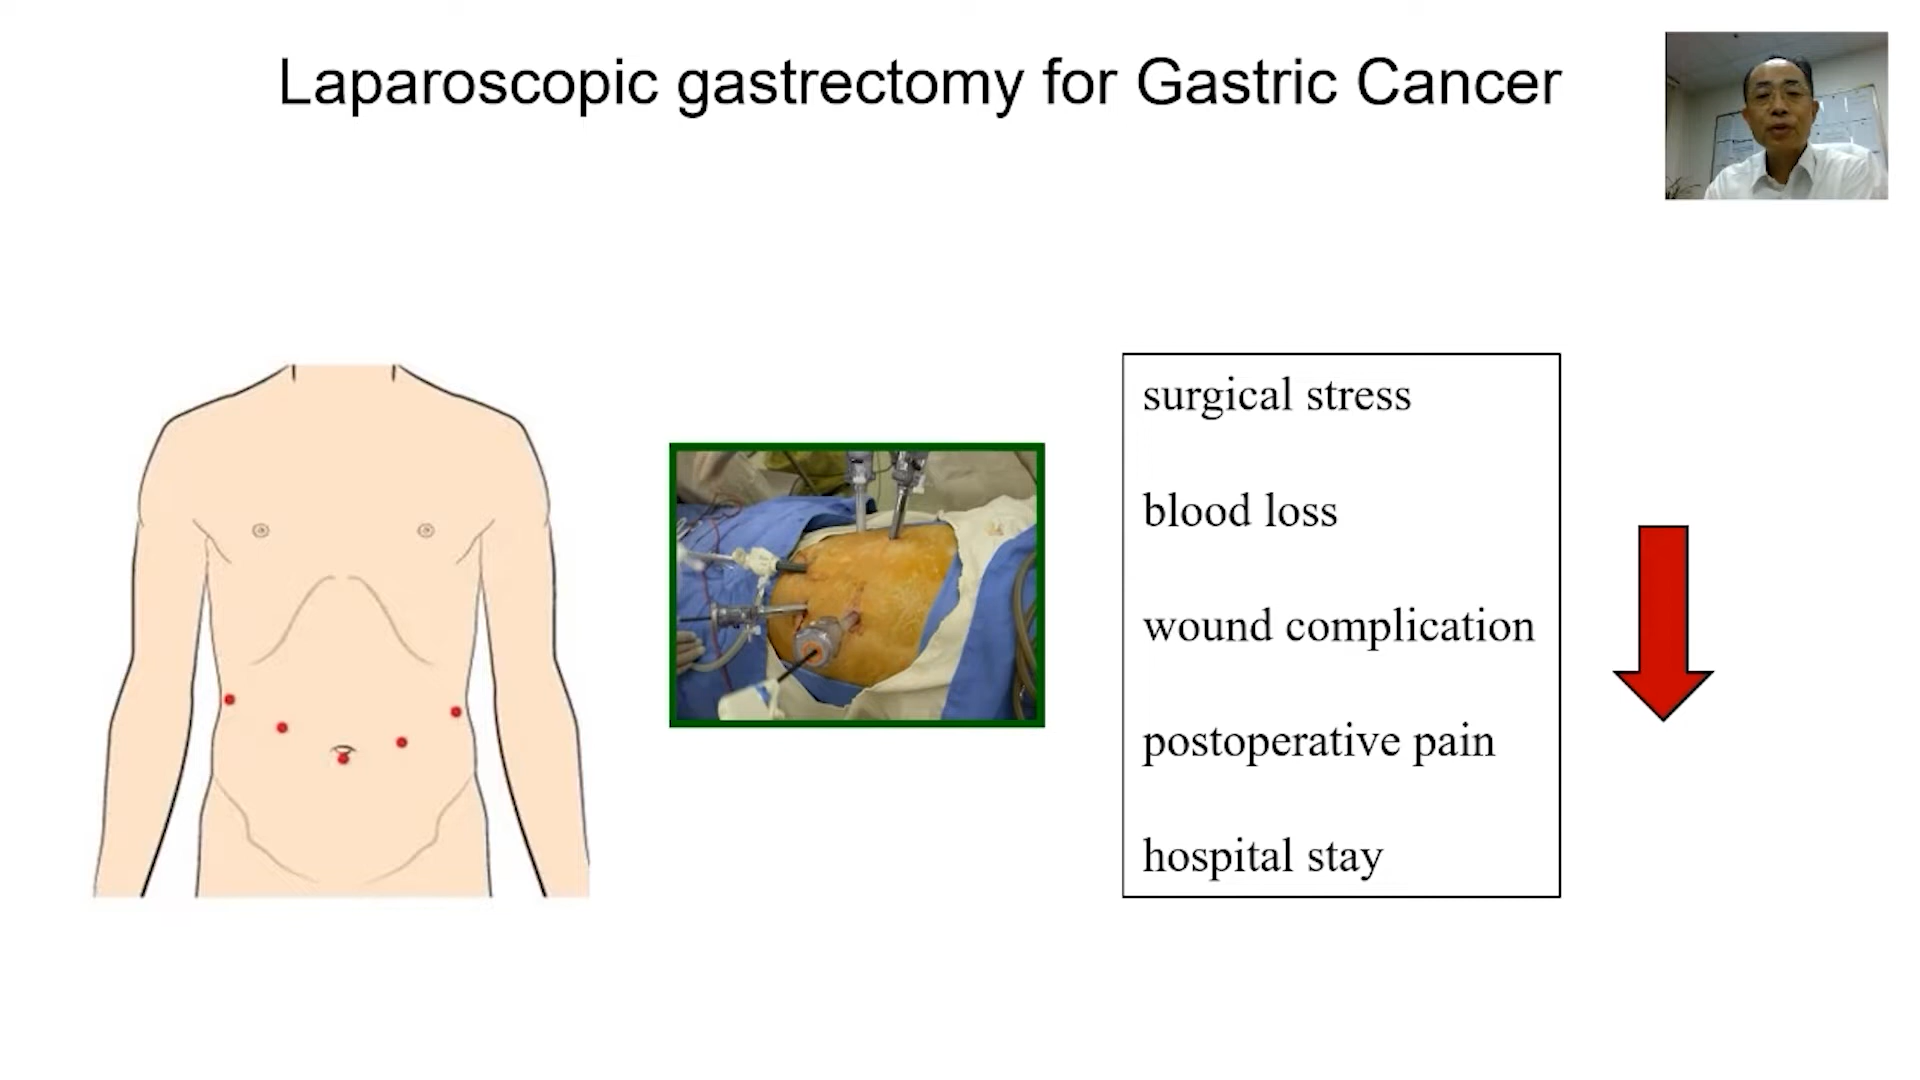 Laparoscopic gastrectomy for Gastric Cancer
surgical stress
blood loss
wound complication
postoperative pain
hospital stay